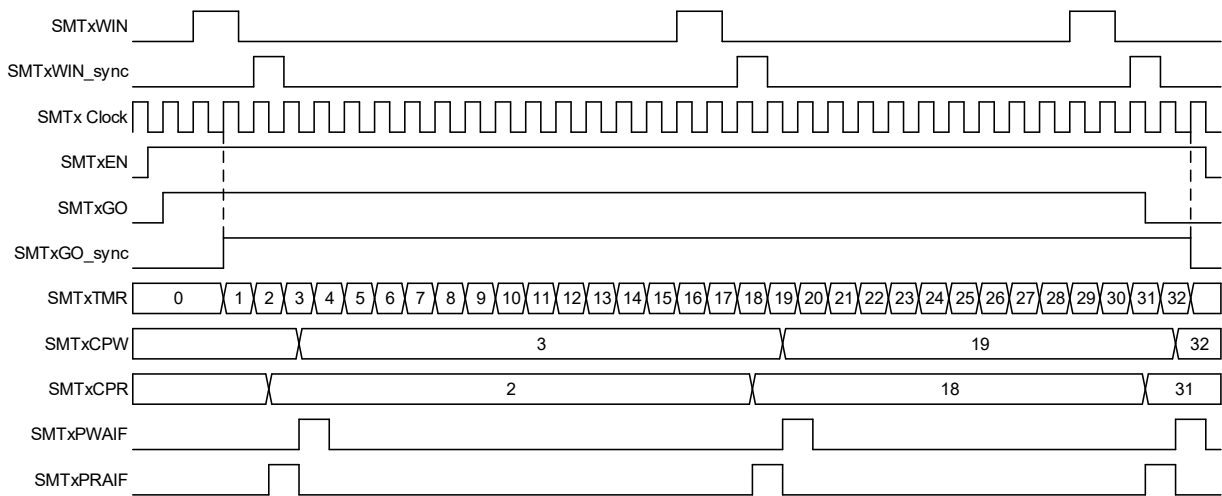 SMTxWIN
SMTxWIN_sync
SMTx Clock
SMTxEN
SMTxGO
SMTxGO_sync
SMTxTMR 0 1 2 3 4 5 6 7 8 9 10 11 12 13 14 15 16 17 18 19 20 21 22 23 24 25 26 27 28 29 30 31 32
SMTxCPW 3 19 32
SMTxCPR 2 18 31
SMTxPWAIF
SMTxPRAIF